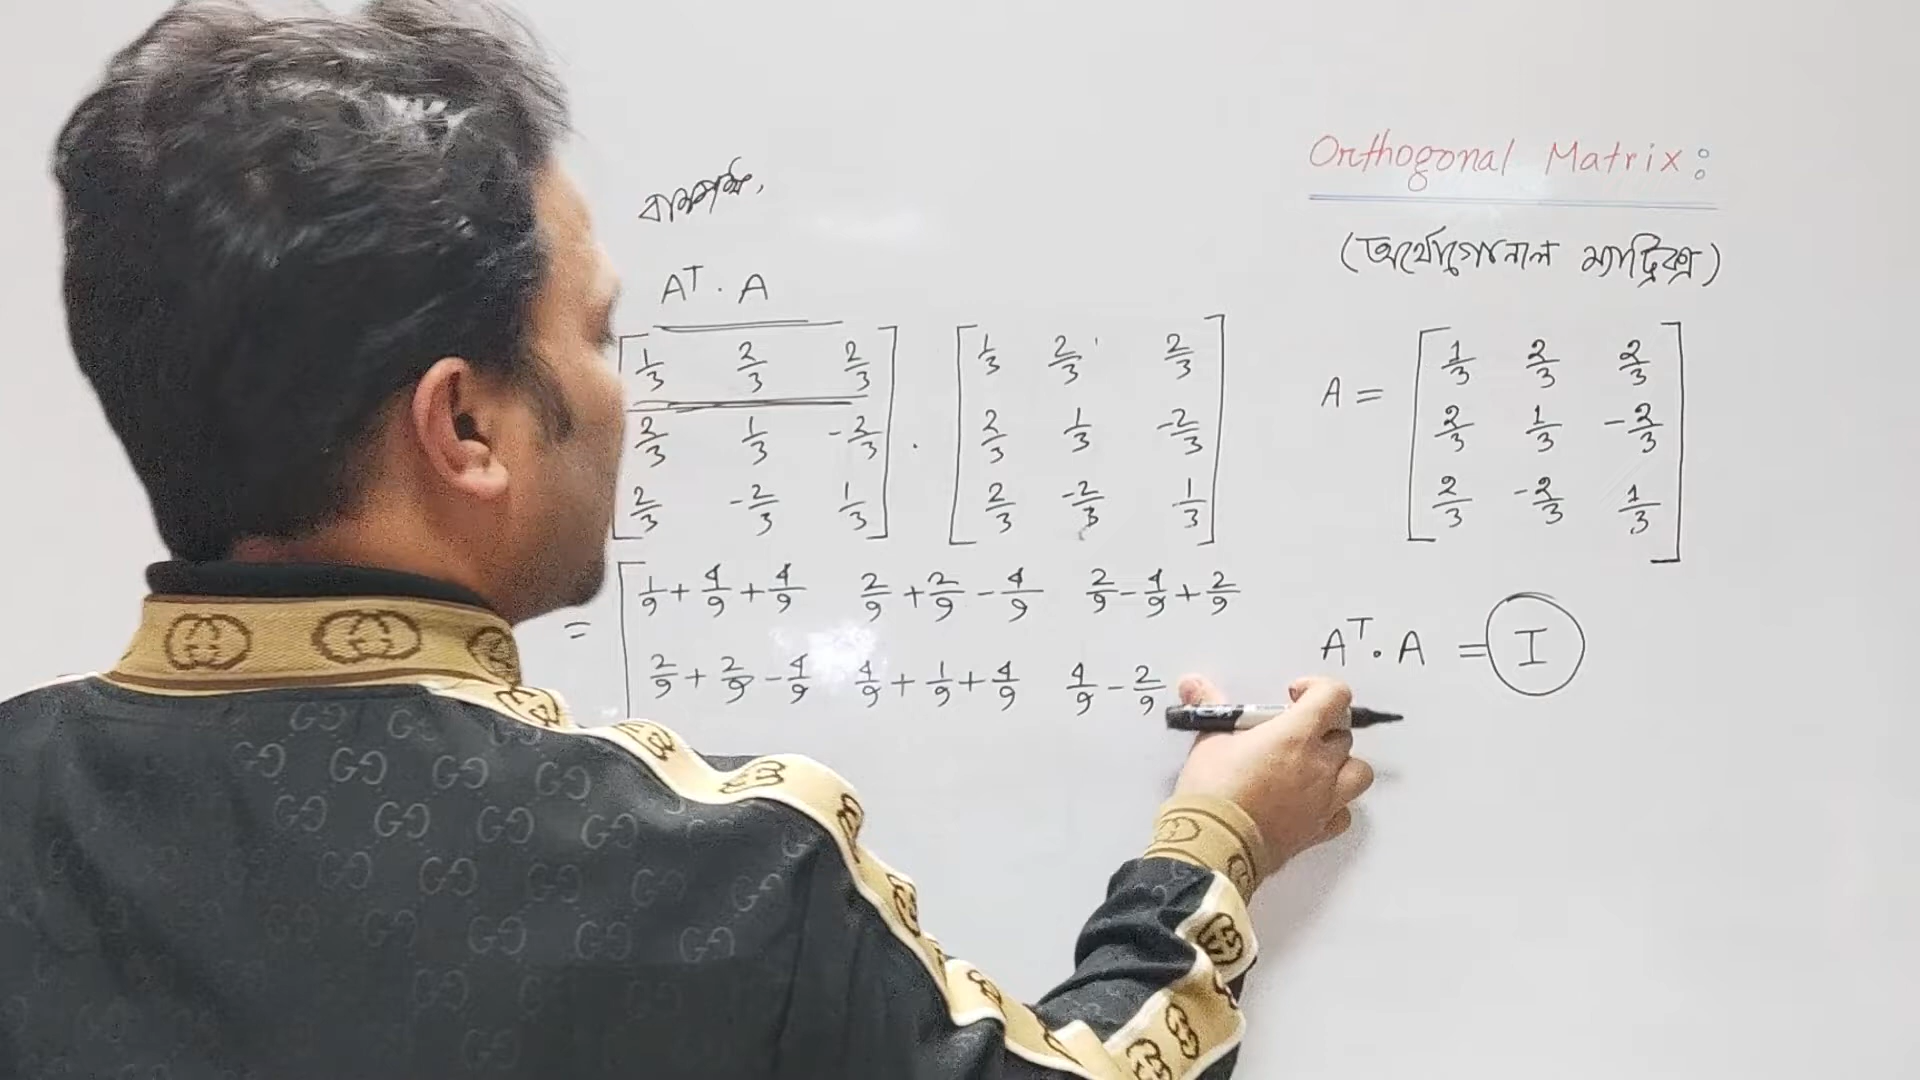 Orthogonal Matrix:
(অর্থোগোনাল ম্যাট্রিক্স)
A = [1/3 2/3 2/3
2/3 1/3 -2/3
2/3 -2/3 1/3]
Aᵀ . A = I
বামপক্ষ,
Aᵀ . A
[1/3 2/3 2/3 . [1/3 2/3 2/3
2/3 1/3 -2/3 2/3 1/3 -2/3
2/3 -2/3 1/3] 2/3 -2/3 1/3]
= [1/9 + 4/9 + 4/9 2/9 + 2/9 - 4/9 2/9 - 4/9 + 2/9
2/9 + 2/9 - 4/9 4/9 + 1/9 + 4/9 4/9 - 2/9